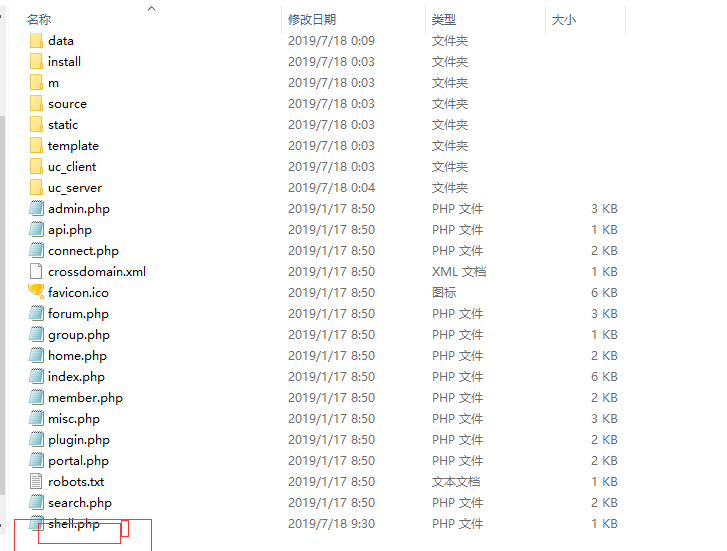 名称 修改日期 类型 大小
data 2019/7/18 0:09 文件夹
install 2019/7/18 0:03 文件夹
m 2019/7/18 0:03 文件夹
source 2019/7/18 0:03 文件夹
static 2019/7/18 0:03 文件夹
template 2019/7/18 0:03 文件夹
uc_client 2019/7/18 0:03 文件夹
uc_server 2019/7/18 0:04 文件夹
admin.php 2019/1/17 8:50 PHP 文件 3 KB
api.php 2019/1/17 8:50 PHP 文件 1 KB
connect.php 2019/1/17 8:50 PHP 文件 2 KB
crossdomain.xml 2019/1/17 8:50 XML 文档 1 KB
favicon.ico 2019/1/17 8:50 图标 6 KB
forum.php 2019/1/17 8:50 PHP 文件 3 KB
group.php 2019/1/17 8:50 PHP 文件 1 KB
home.php 2019/1/17 8:50 PHP 文件 2 KB
index.php 2019/1/17 8:50 PHP 文件 6 KB
member.php 2019/1/17 8:50 PHP 文件 2 KB
misc.php 2019/1/17 8:50 PHP 文件 3 KB
plugin.php 2019/1/17 8:50 PHP 文件 2 KB
portal.php 2019/1/17 8:50 PHP 文件 2 KB
robots.txt 2019/1/17 8:50 文本文档 1 KB
search.php 2019/1/17 8:50 PHP 文件 2 KB
shell.php 2019/7/18 9:30 PHP 文件 1 KB